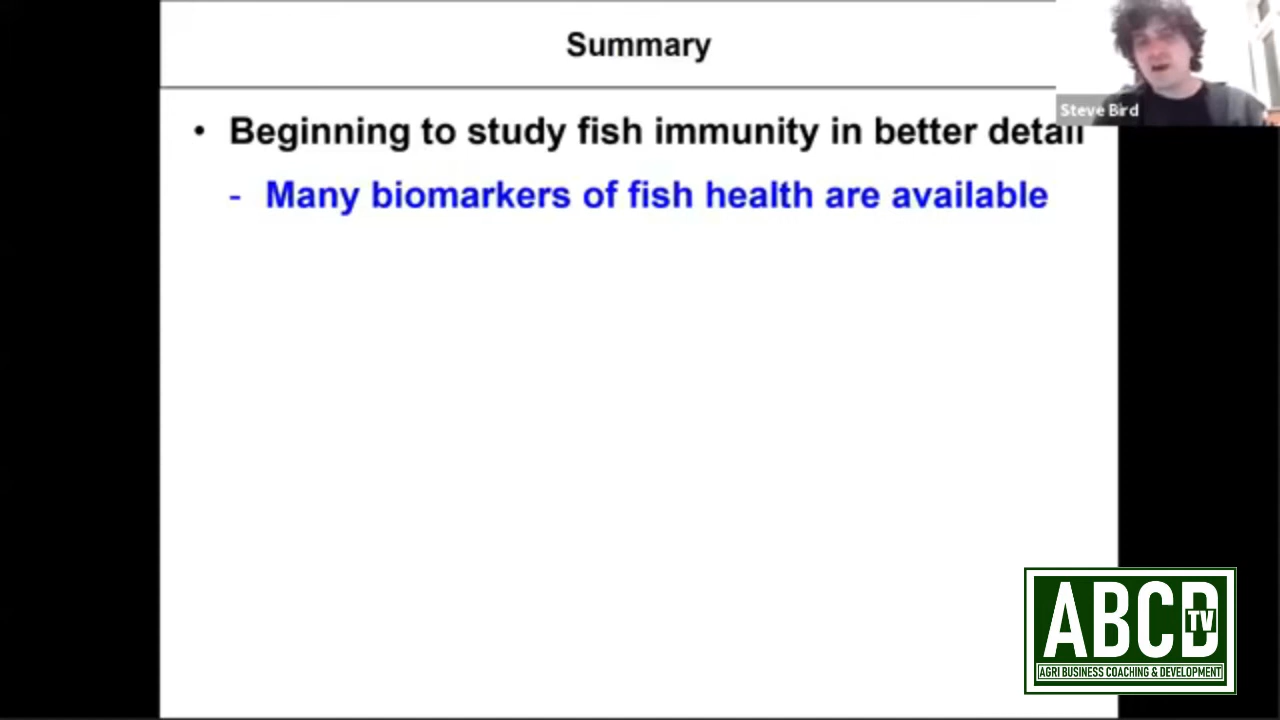 Summary
Steve Bird
• Beginning to study fish immunity in better detail
- Many biomarkers of fish health are available
ABCD TV
AGRI BUSINESS COACHING & DEVELOPMENT